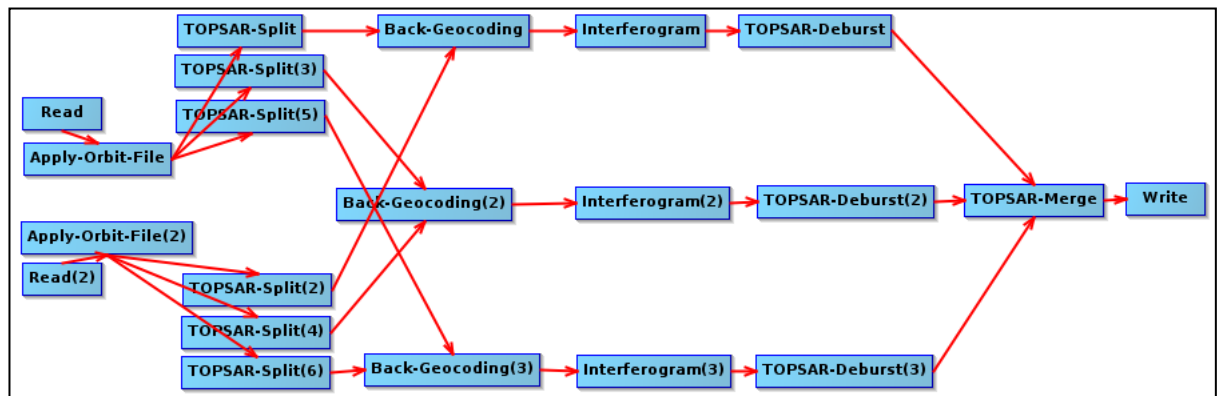 TOPSAR-Split
Back-Geocoding
Interferogram
TOPSAR-Deburst
TOPSAR-Split(3)
Read
TOPSAR-Split(5)
Apply-Orbit-File
Back-Geocoding(2)
Interferogram(2)
TOPSAR-Deburst(2)
TOPSAR-Merge
Write
Apply-Orbit-File(2)
Read(2)
TOPSAR-Split(2)
TOPSAR-Split(4)
TOPSAR-Split(6)
Back-Geocoding(3)
Interferogram(3)
TOPSAR-Deburst(3)